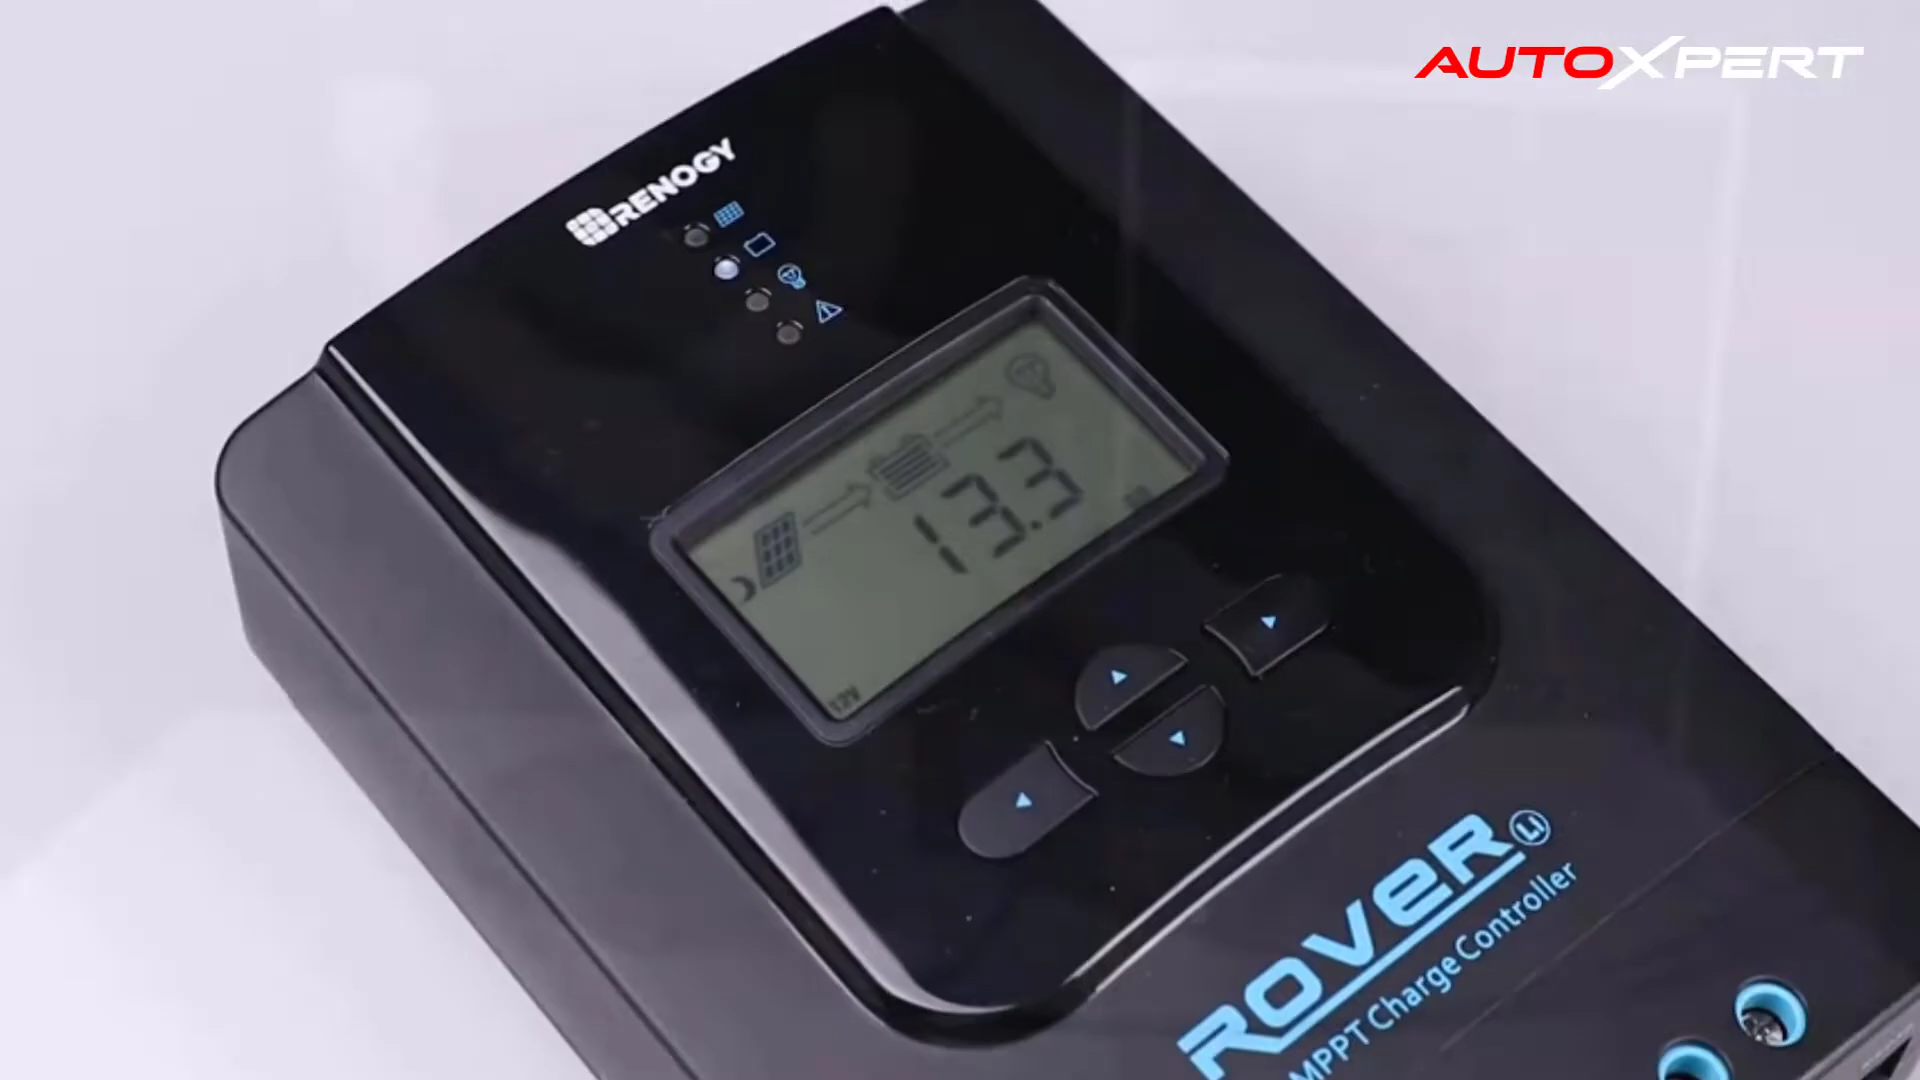 AUTOXPERT
RENOGY
13.3
12V
ROVER LI
MPPT Charge Controller